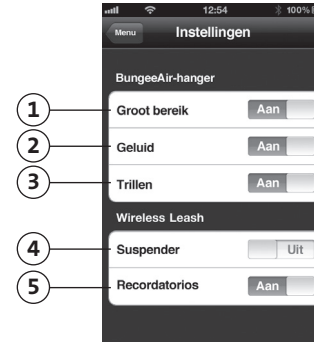 12:54 100%
Menu Instellingen
BungeeAir-hanger
1 Groot bereik Aan
2 Geluid Aan
3 Trillen Aan
Wireless Leash
4 Suspender Uit
5 Recordatorios Aan